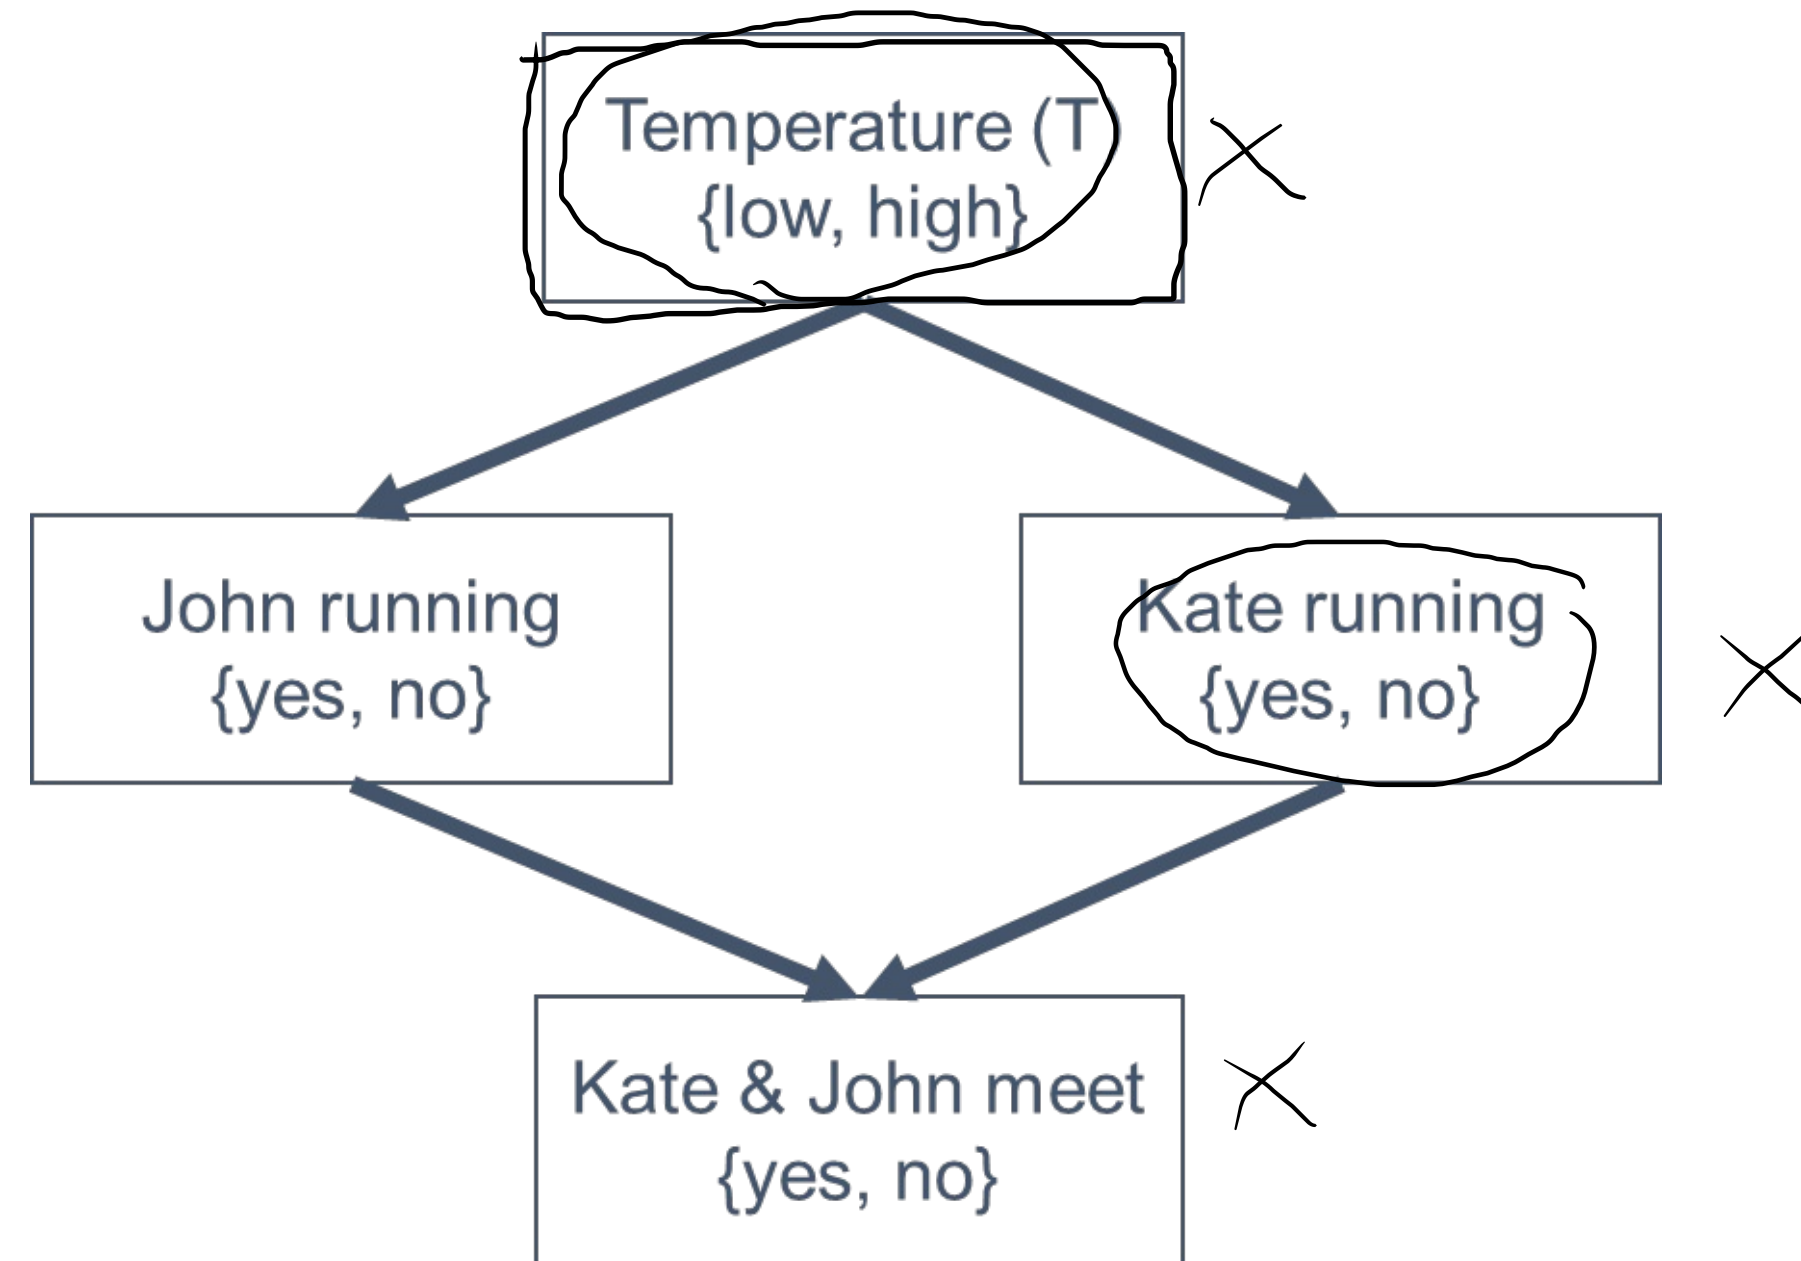 Temperature (T)
{low, high}
John running
{yes, no}
Kate running
{yes, no}
Kate & John meet
{yes, no}